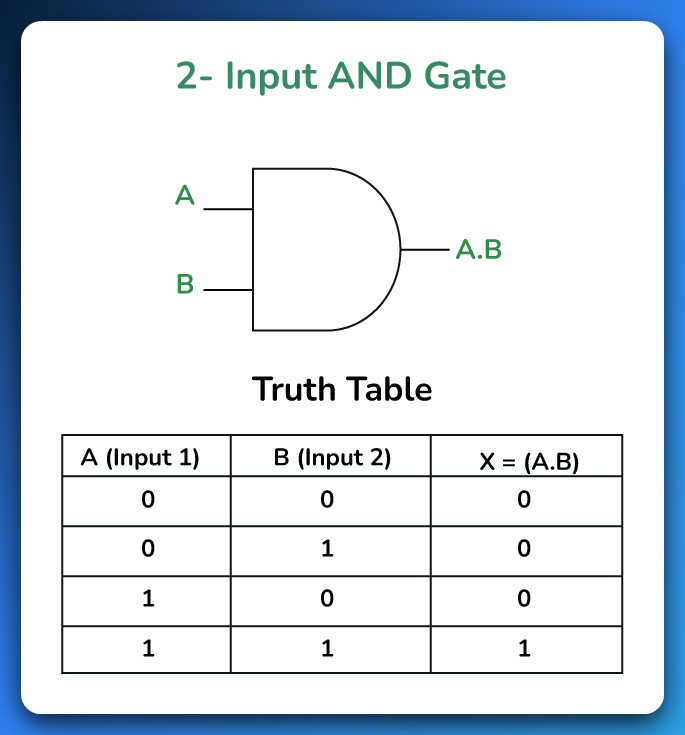 2- Input AND Gate
A
B
A.B
Truth Table
A (Input 1) B (Input 2) X = (A.B)
0 0 0
0 1 0
1 0 0
1 1 1